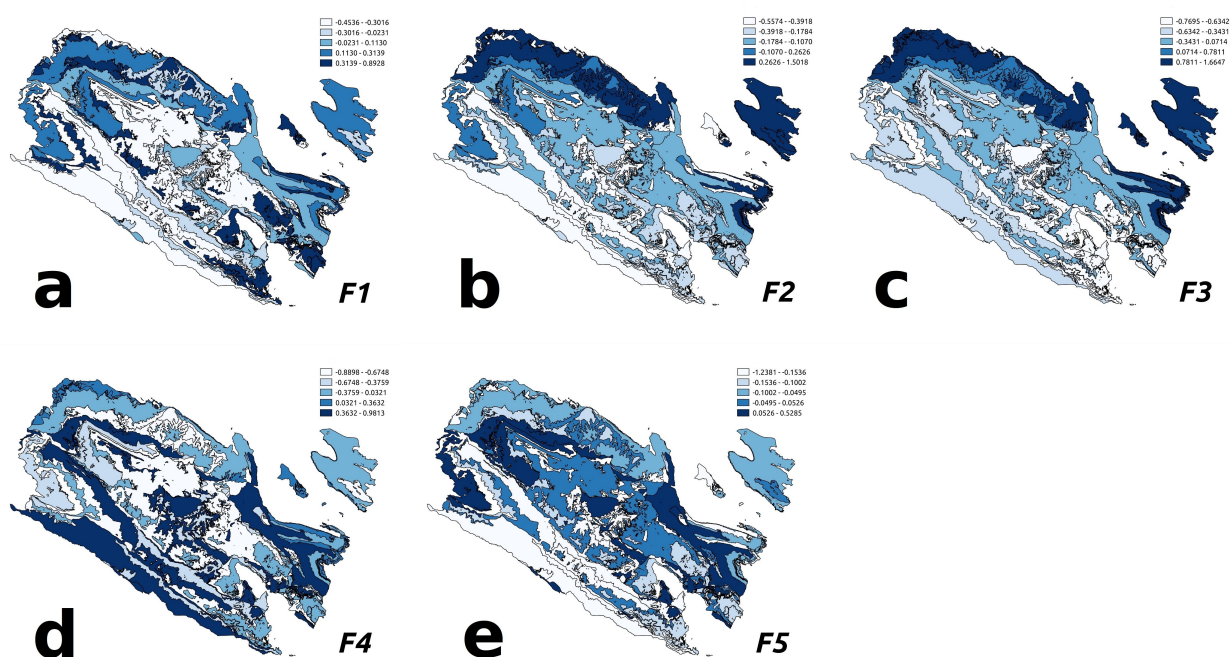 -0.4536 - -0.3016
-0.3016 - -0.0231
-0.0231 - 0.1130
0.1130 - 0.3139
0.3139 - 0.8928
a
F1
-0.5574 - -0.3918
-0.3918 - -0.1784
-0.1784 - -0.1070
-0.1070 - 0.2626
0.2626 - 1.5018
b
F2
-0.7695 - -0.6342
-0.6342 - -0.3431
-0.3431 - 0.0714
0.0714 - 0.7811
0.7811 - 1.6647
c
F3
-0.8898 - -0.6748
-0.6748 - -0.3759
-0.3759 - 0.0321
0.0321 - 0.3632
0.3632 - 0.9813
d
F4
-1.2381 - -0.1536
-0.1536 - -0.1002
-0.1002 - -0.0495
-0.0495 - 0.0526
0.0526 - 0.5285
e
F5